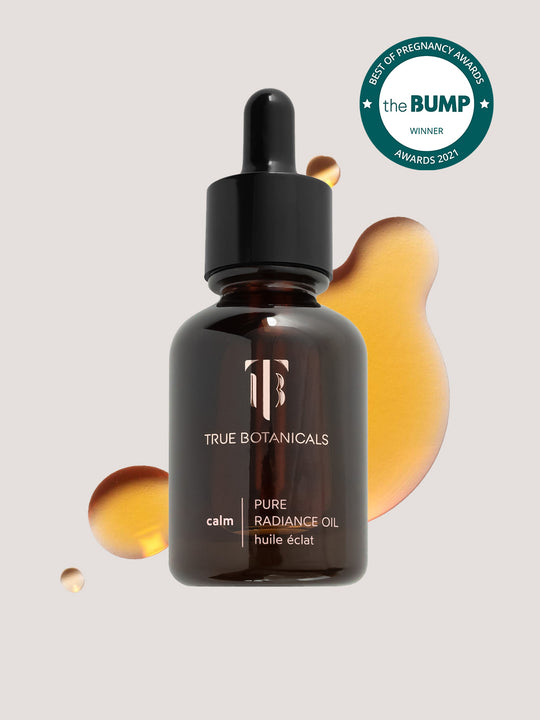 BEST OF PREGNANCY AWARDS
the BUMP
WINNER
AWARDS 2021
TB
TRUE BOTANICALS
calm
PURE
RADIANCE OIL
huile éclat